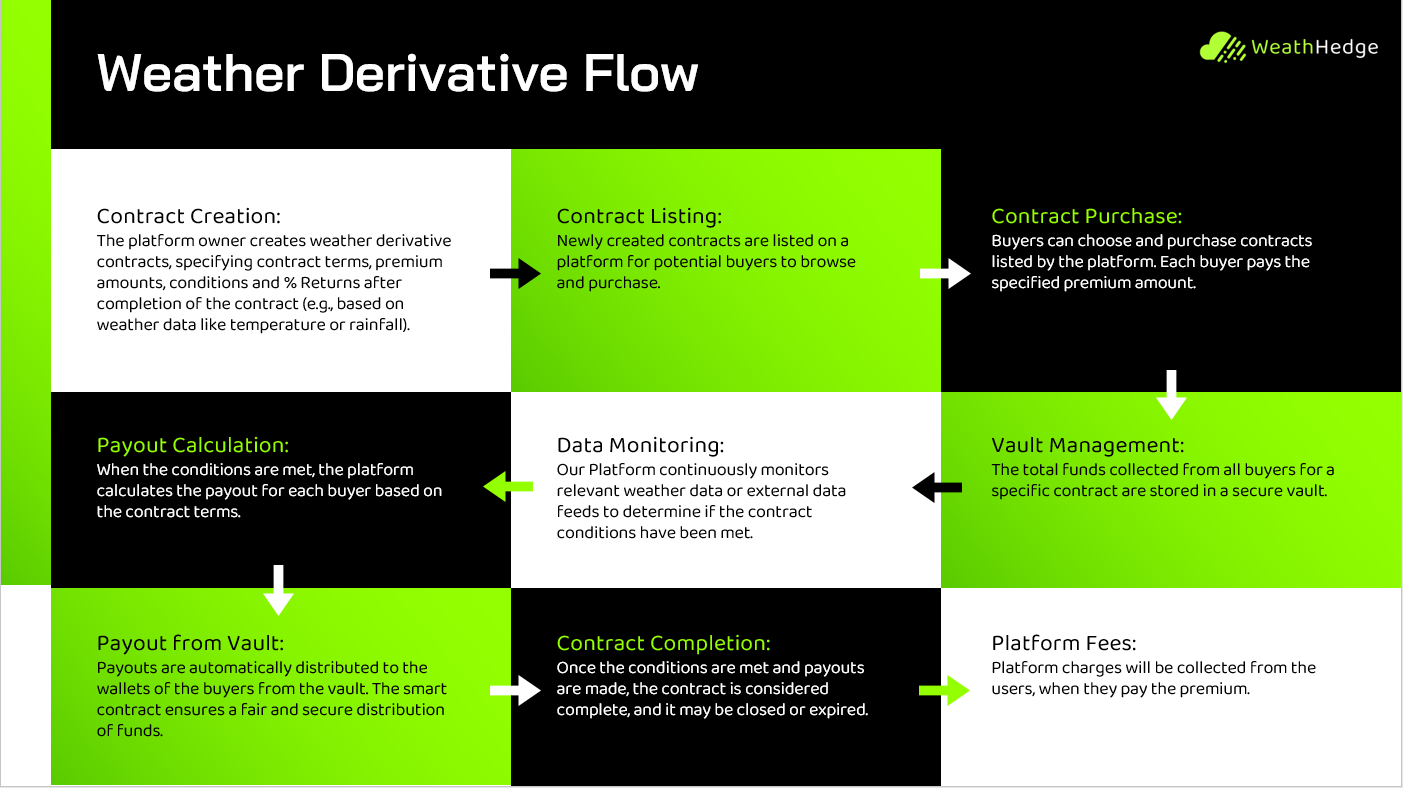 Weather Derivative Flow
WeathHedge
Contract Creation:
The platform owner creates weather derivative
contracts, specifying contract terms, premium
amounts, conditions and % Returns after
completion of the contract (e.g., based on
weather data like temperature or rainfall).
Contract Listing:
Newly created contracts are listed on a
platform for potential buyers to browse
and purchase.
Contract Purchase:
Buyers can choose and purchase contracts
listed by the platform. Each buyer pays the
specified premium amount.
Payout Calculation:
When the conditions are met, the platform
calculates the payout for each buyer based on
the contract terms.
Data Monitoring:
Our Platform continuously monitors
relevant weather data or external data
feeds to determine if the contract
conditions have been met.
Vault Management:
The total funds collected from all buyers for a
specific contract are stored in a secure vault.
Payout from Vault:
Payouts are automatically distributed to the
wallets of the buyers from the vault. The smart
contract ensures a fair and secure distribution
of funds.
Contract Completion:
Once the conditions are met and payouts
are made, the contract is considered
complete, and it may be closed or expired.
Platform Fees:
Platform charges will be collected from the
users, when they pay the premium.